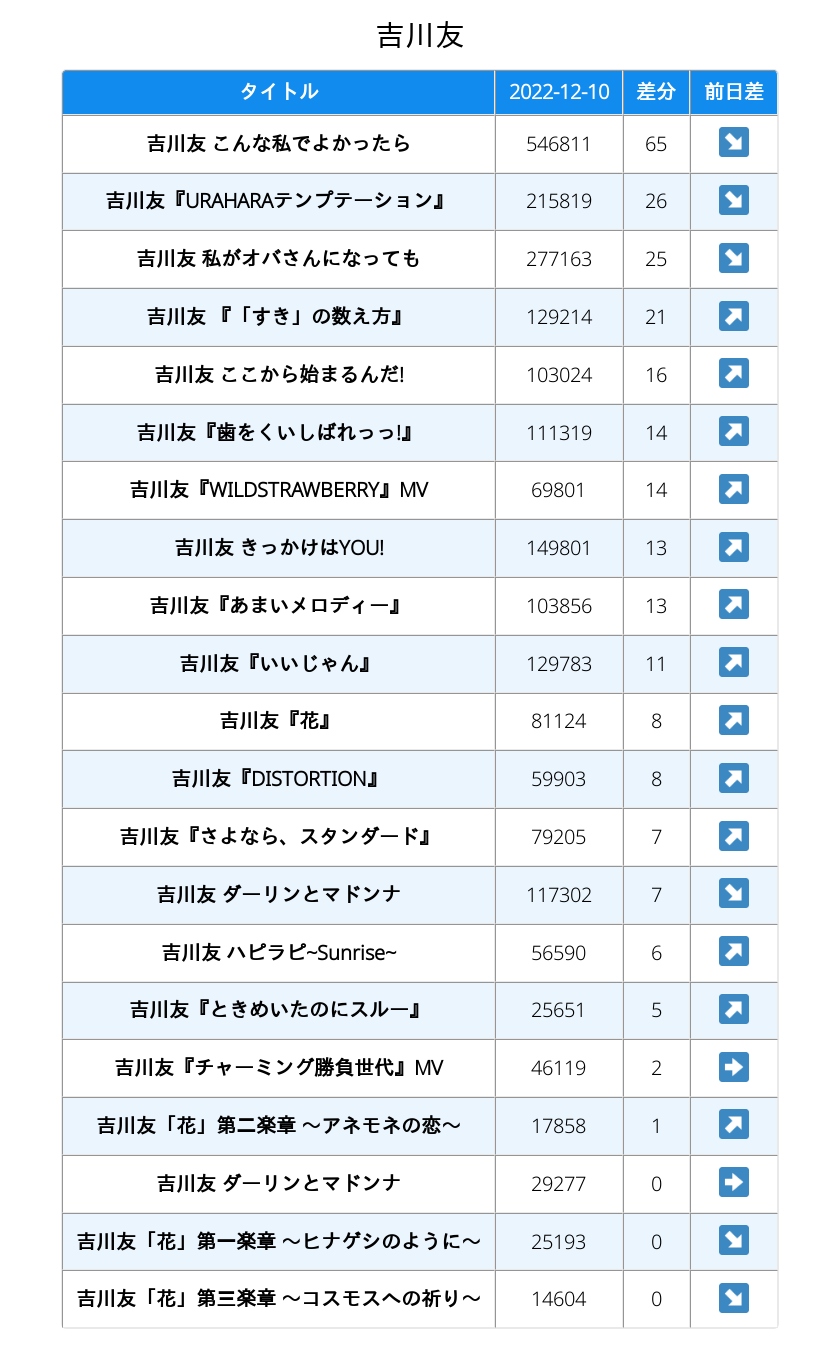 吉川友
タイトル 2022-12-10 差分 前日差
吉川友 こんな私でよかったら 546811 65 ↘
吉川友『URAHARAテンプテーション』 215819 26 ↘
吉川友 私がオバさんになっても 277163 25 ↘
吉川友 『「すき」の数え方』 129214 21 ↗
吉川友 ここから始まるんだ! 103024 16 ↗
吉川友『歯をくいしばれっっ!』 111319 14 ↗
吉川友『WILDSTRAWBERRY』MV 69801 14 ↗
吉川友 きっかけはYOU! 149801 13 ↗
吉川友『あまいメロディー』 103856 13 ↗
吉川友『いいじゃん』 129783 11 ↗
吉川友『花』 81124 8 ↗
吉川友『DISTORTION』 59903 8 ↗
吉川友『さよなら、スタンダード』 79205 7 ↗
吉川友 ダーリンとマドンナ 117302 7 ↘
吉川友 ハピラピ~Sunrise~ 56590 6 ↗
吉川友『ときめいたのにスルー』 25651 5 ↗
吉川友『チャーミング勝負世代』MV 46119 2 ➡
吉川友「花」第二楽章 〜アネモネの恋〜 17858 1 ↗
吉川友 ダーリンとマドンナ 29277 0 ➡
吉川友「花」第一楽章 〜ヒナゲシのように〜 25193 0 ↘
吉川友「花」第三楽章 〜コスモスへの祈り〜 14604 0 ↘